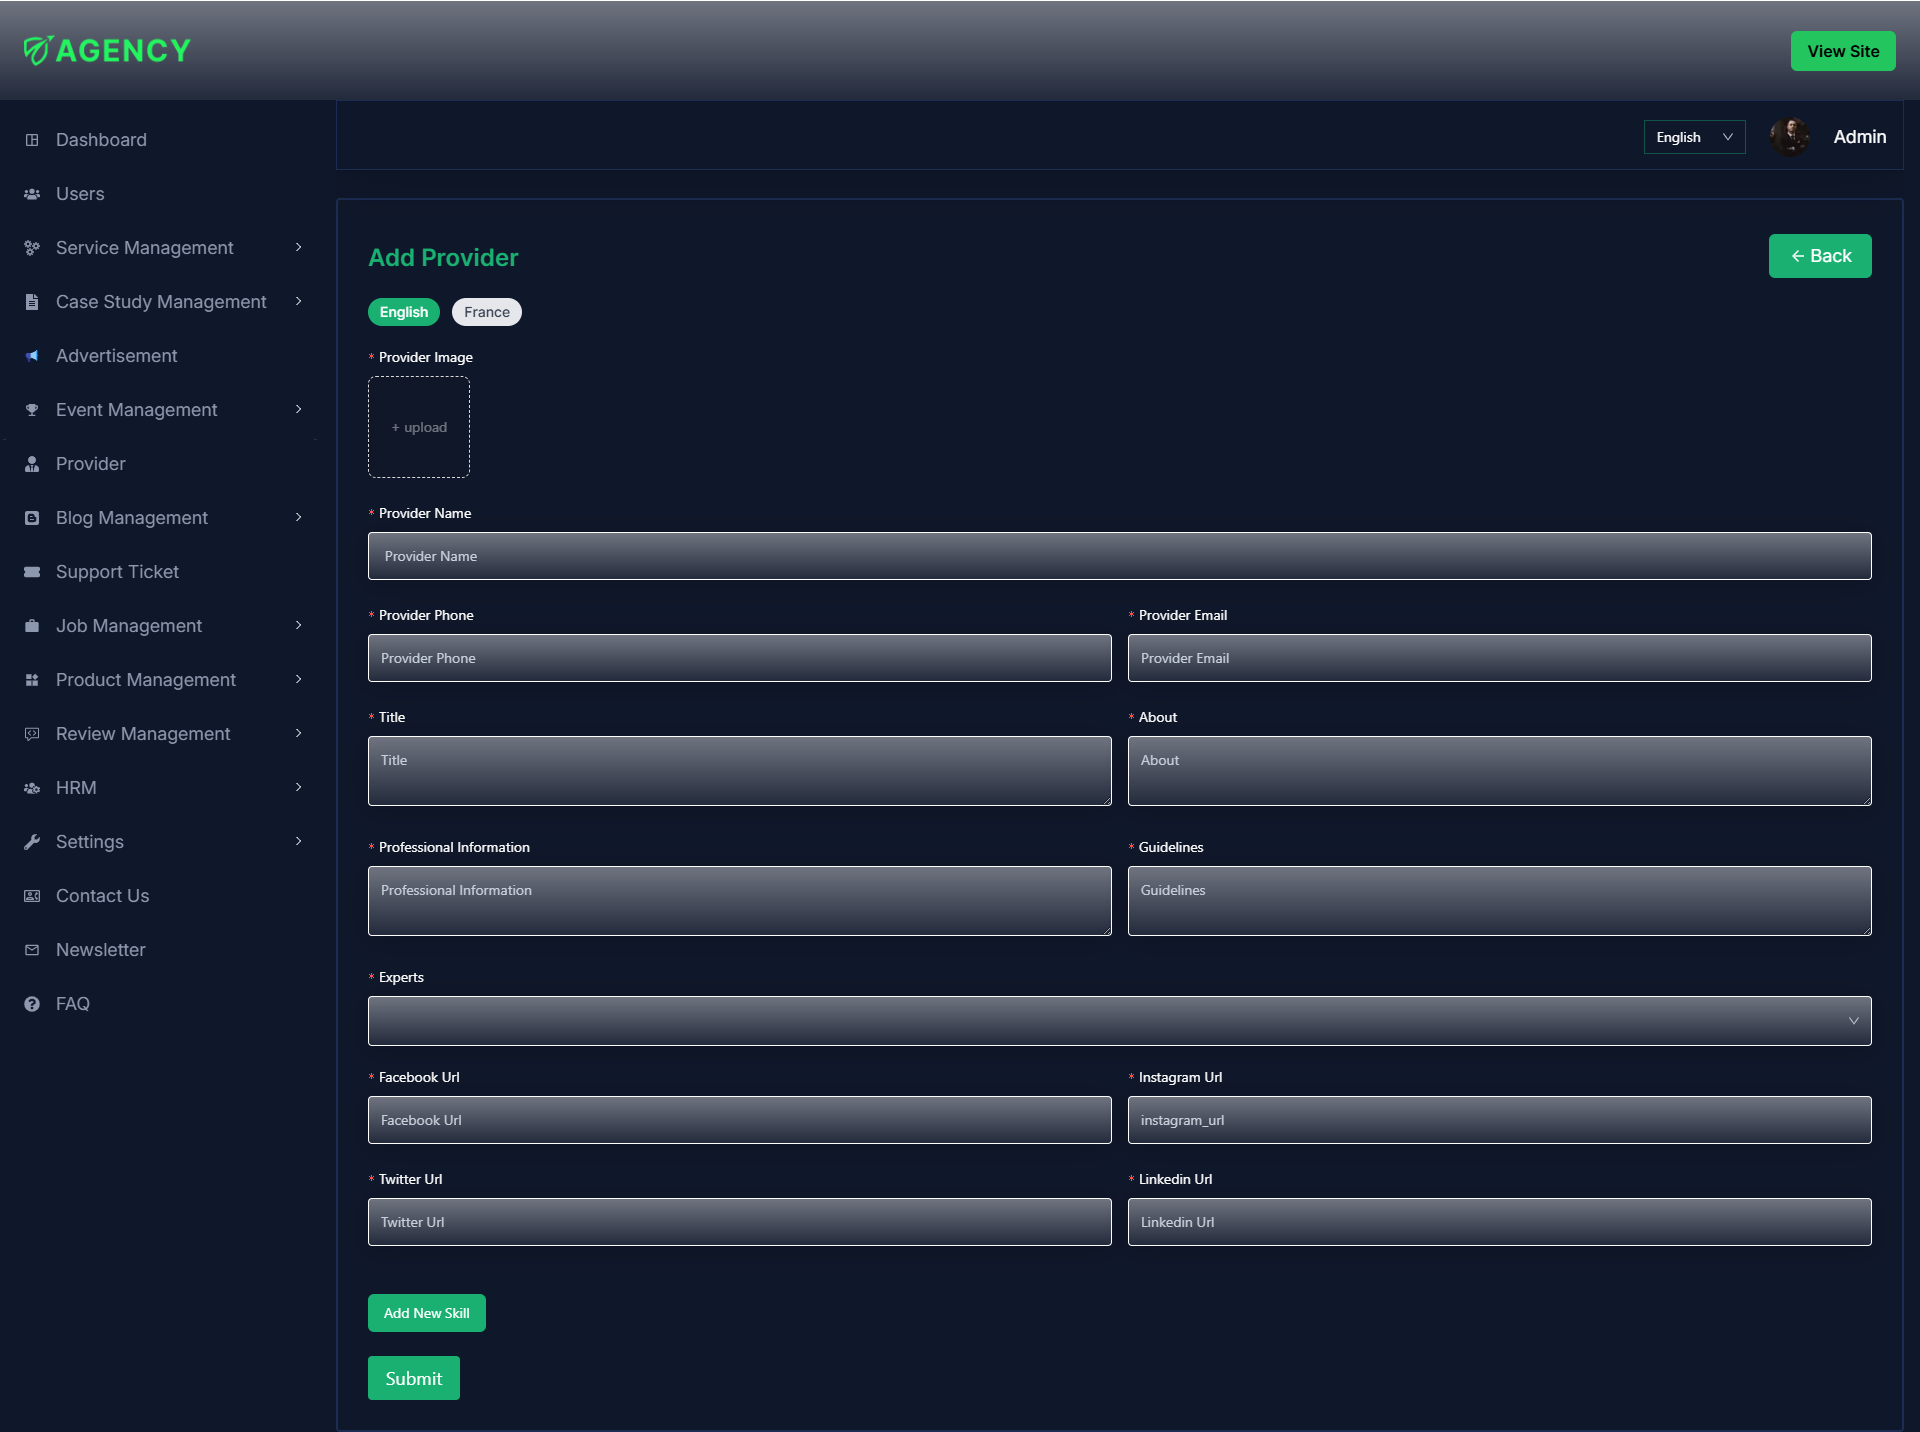 AGENCY
View Site
Dashboard
Users
Service Management
Case Study Management
Advertisement
Event Management
Provider
Blog Management
Support Ticket
Job Management
Product Management
Review Management
HRM
Settings
Contact Us
Newsletter
FAQ
English
Admin
Add Provider
Back
English France
* Provider Image
+ upload
* Provider Name
Provider Name
* Provider Phone
Provider Phone
* Provider Email
Provider Email
* Title
Title
* About
About
* Professional Information
Professional Information
* Guidelines
Guidelines
* Experts
* Facebook Url
Facebook Url
* Instagram Url
instagram_url
* Twitter Url
Twitter Url
* Linkedin Url
Linkedin Url
Add New Skill
Submit